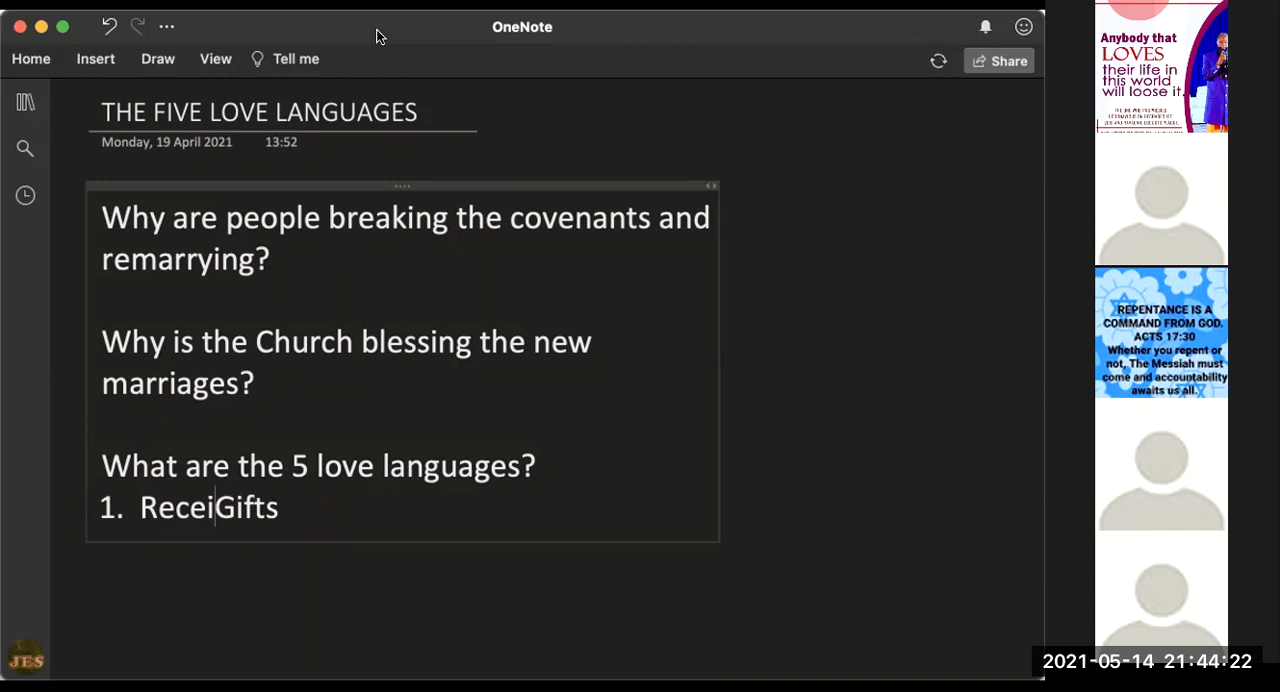 OneNote
Home Insert Draw View Tell me Share
THE FIVE LOVE LANGUAGES
Monday, 19 April 2021 13:52
Why are people breaking the covenants and
remarrying?
Why is the Church blessing the new
marriages?
What are the 5 love languages?
1. ReceiGifts
JES
Anybody that
LOVES
their life in
this world
will loose it.
REPENTANCE IS A
COMMAND FROM GOD.
ACTS 17:30
Whether you repent or
not, The Messiah must
come and accountability
awaits us all.
2021-05-14 21:44:22